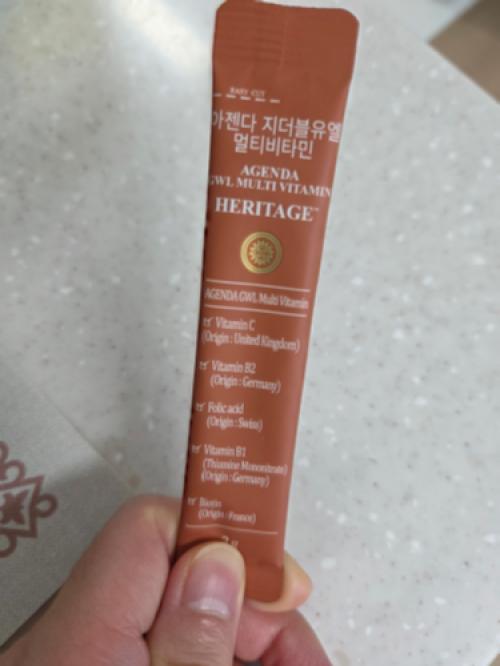 EASY CUT
아젠다 지더블유엘
멀티비타민
AGENDA
GWL MULTI VITAMIN
HERITAGE™
AGENDA GWL Multi Vitamin
Vitamin C
(Origin : United Kingdom)
Vitamin B2
(Origin : Germany)
Folic acid
(Origin : Swiss)
Vitamin B1
(Thiamine Mononitrate)
(Origin : Germany)
Biotin
(Origin : France)
2 g